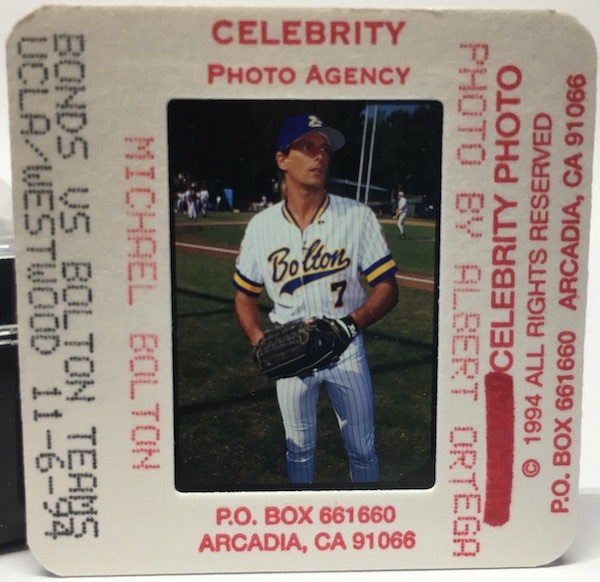 CELEBRITY
PHOTO AGENCY
BONDS VS BOLTON TEAMS
UCLA/WESTWOOD 11-6-94
MICHAEL BOLTON
Bolton
7
PHOTO BY ALBERT ORTEGA
CELEBRITY PHOTO
© 1994 ALL RIGHTS RESERVED
P.O. BOX 661660 ARCADIA, CA 91066
P.O. BOX 661660
ARCADIA, CA 91066